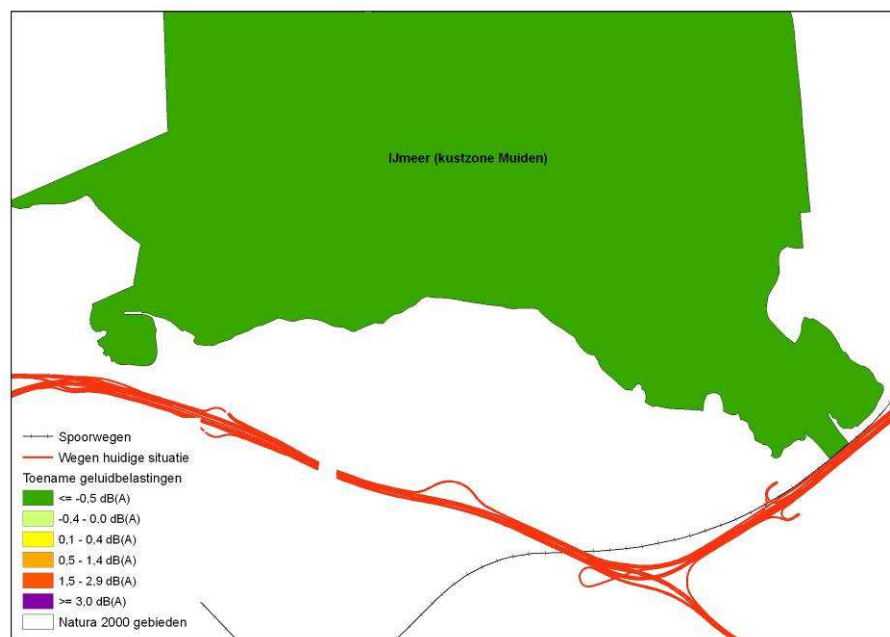 IJmeer (kustzone Muiden)
Spoorwegen
Wegen huidige situatie
Toename geluidbelastingen
<= -0,5 dB(A)
-0,4 - 0,0 dB(A)
0,1 - 0,4 dB(A)
0,5 - 1,4 dB(A)
1,5 - 2,9 dB(A)
>= 3,0 dB(A)
Natura 2000 gebieden